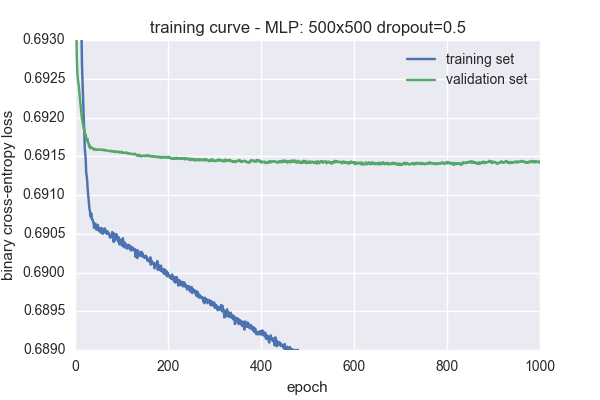 training curve - MLP: 500x500 dropout=0.5
0.6930
0.6925
0.6920
0.6915
0.6910
0.6905
0.6900
0.6895
0.6890
binary cross-entropy loss
training set
validation set
0 200 400 600 800 1000
epoch